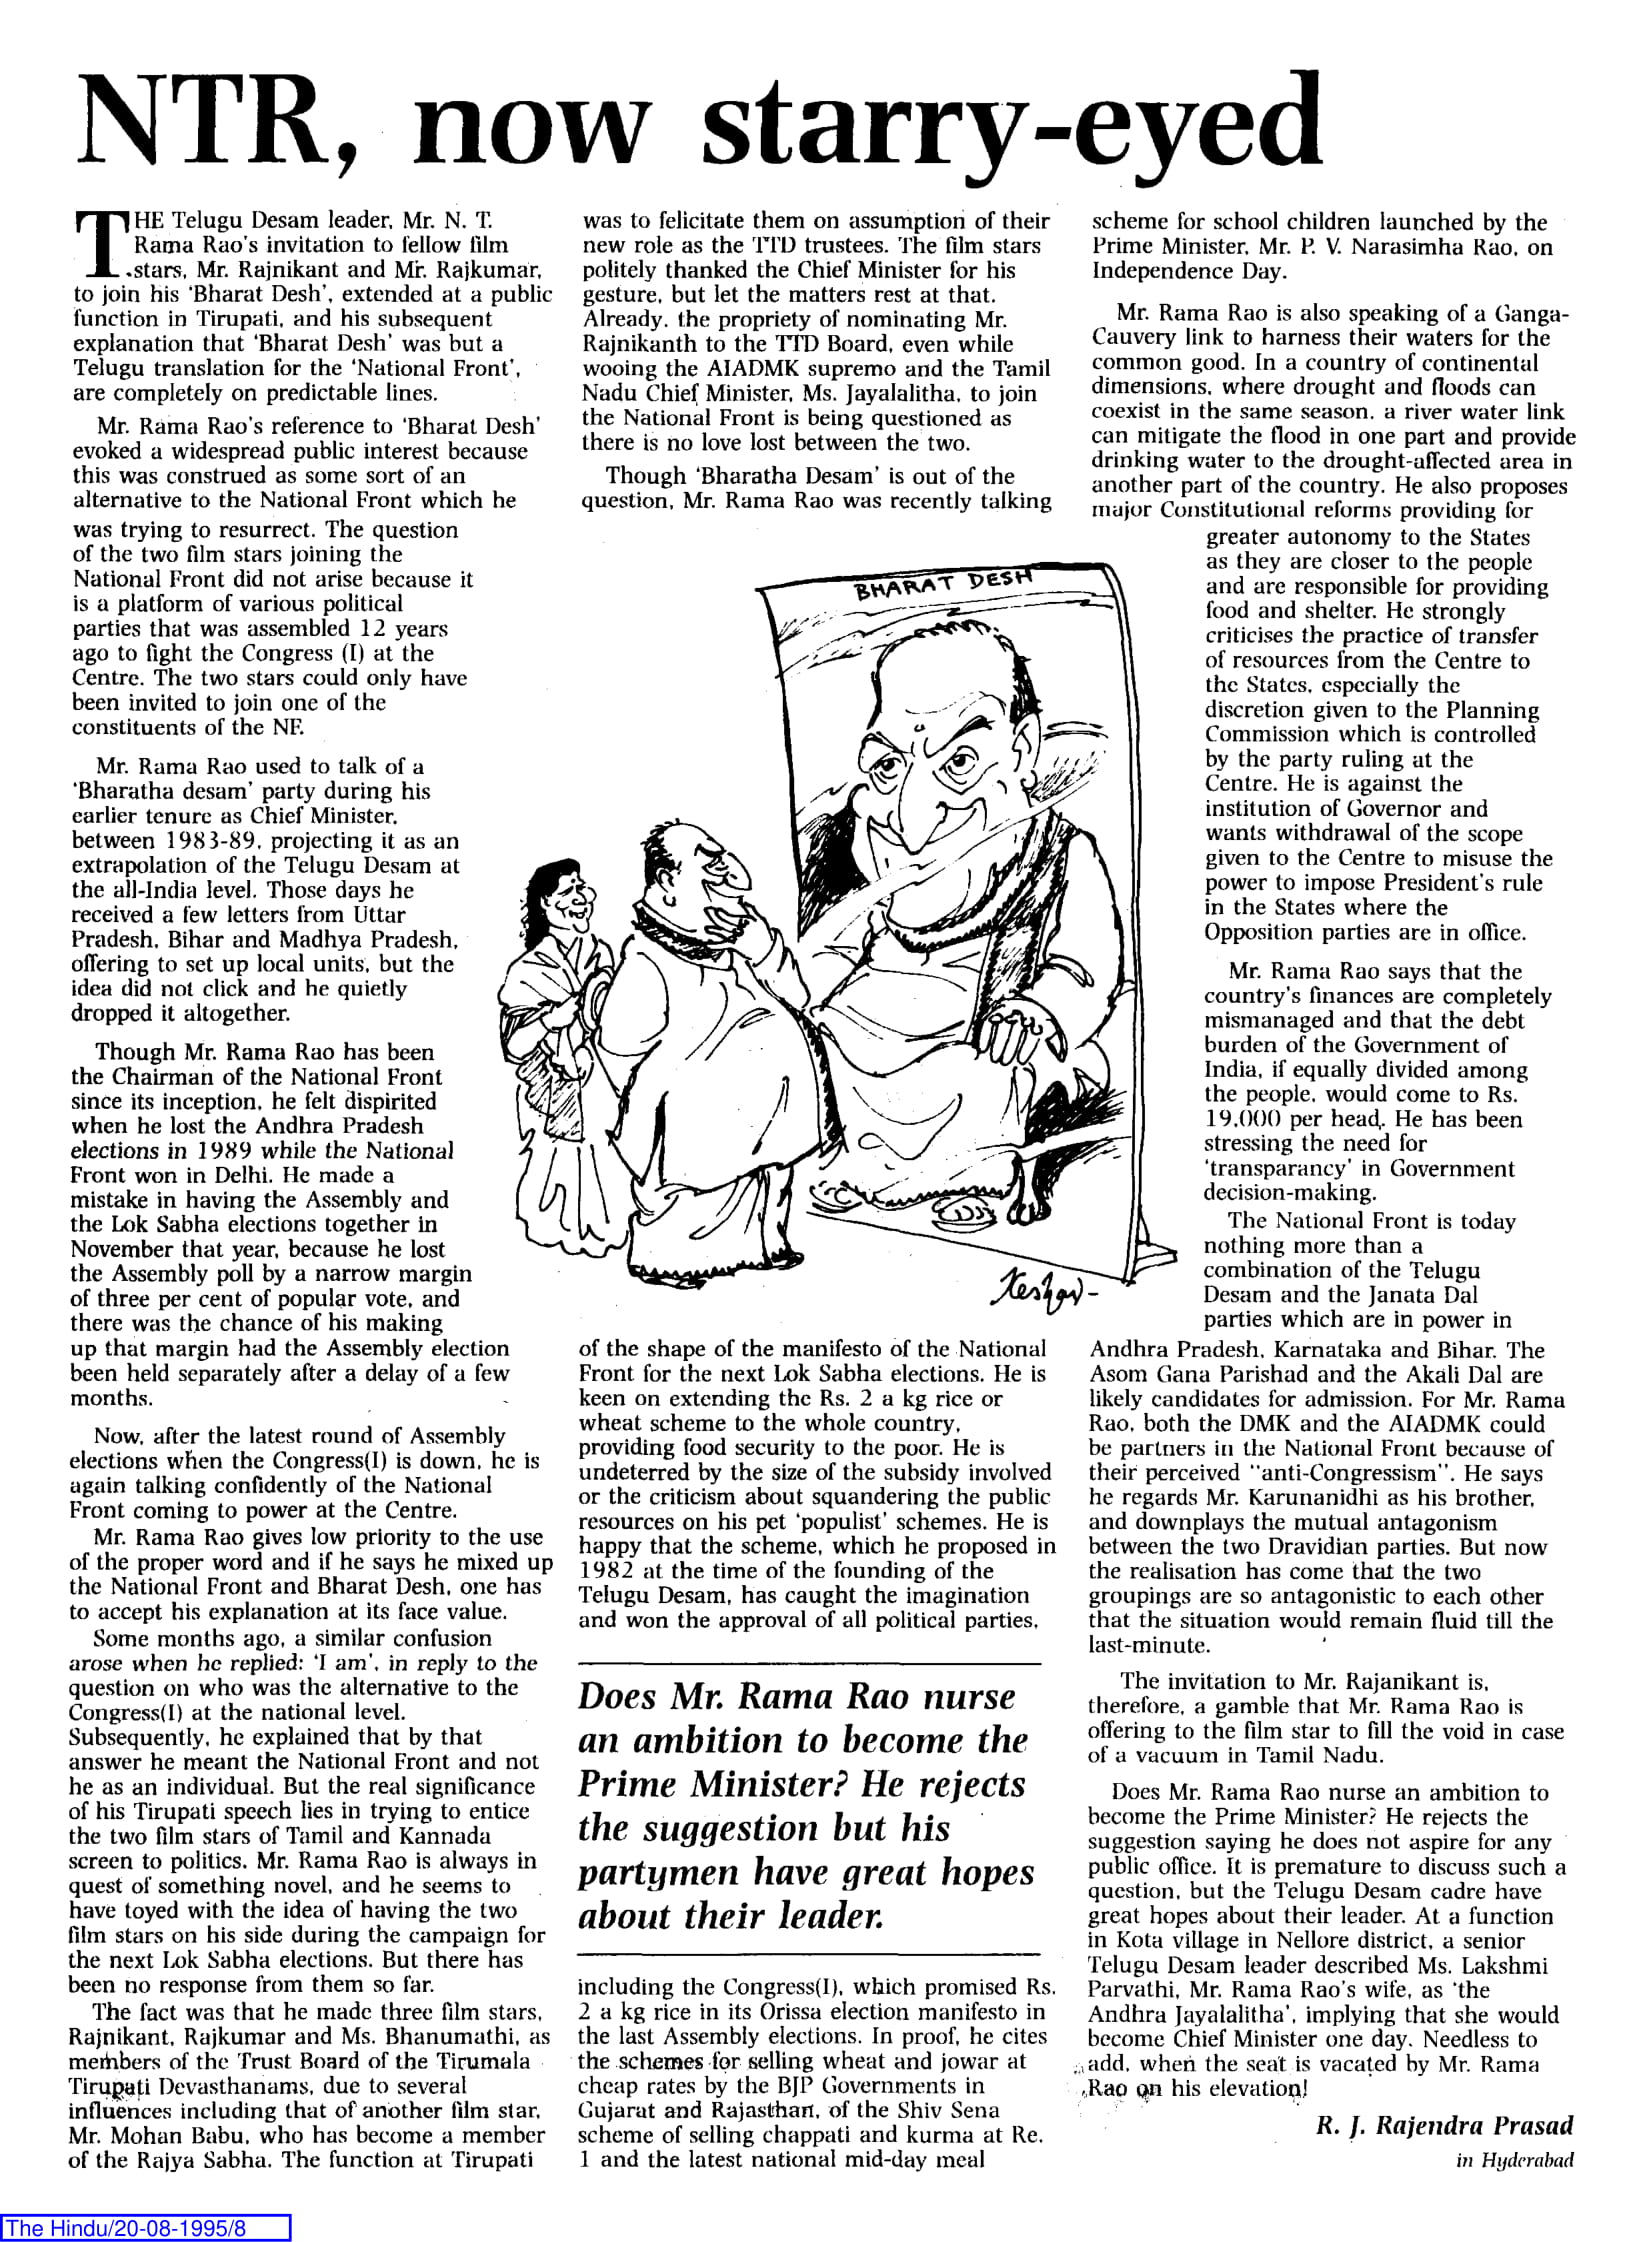 NTR, now starry-eyed
THE Telugu Desam leader, Mr. N. T.
Rama Rao's invitation to fellow film
stars, Mr. Rajnikant and Mr. Rajkumar,
to join his 'Bharat Desh', extended at a public
function in Tirupati, and his subsequent
explanation that 'Bharat Desh' was but a
Telugu translation for the 'National Front',
are completely on predictable lines.
Mr. Rama Rao's reference to 'Bharat Desh'
evoked a widespread public interest because
this was construed as some sort of an
alternative to the National Front which he
was trying to resurrect. The question
of the two film stars joining the
National Front did not arise because it
is a platform of various political
parties that was assembled 12 years
ago to fight the Congress (I) at the
Centre. The two stars could only have
been invited to join one of the
constituents of the NF.
Mr. Rama Rao used to talk of a
'Bharatha desam' party during his
earlier tenure as Chief Minister,
between 1983-89, projecting it as an
extrapolation of the Telugu Desam at
the all-India level. Those days he
received a few letters from Uttar
Pradesh, Bihar and Madhya Pradesh,
offering to set up local units, but the
idea did not click and he quietly
dropped it altogether.
Though Mr. Rama Rao has been
the Chairman of the National Front
since its inception, he felt dispirited
when he lost the Andhra Pradesh
elections in 1989 while the National
Front won in Delhi. He made a
mistake in having the Assembly and
the Lok Sabha elections together in
November that year, because he lost
the Assembly poll by a narrow margin
of three per cent of popular vote, and
there was the chance of his making
up that margin had the Assembly election
been held separately after a delay of a few
months.
Now, after the latest round of Assembly
elections when the Congress(I) is down, he is
again talking confidently of the National
Front coming to power at the Centre.
Mr. Rama Rao gives low priority to the use
of the proper word and if he says he mixed up
the National Front and Bharat Desh, one has
to accept his explanation at its face value.
Some months ago, a similar confusion
arose when he replied: 'I am', in reply to the
question on who was the alternative to the
Congress(I) at the national level.
Subsequently, he explained that by that
answer he meant the National Front and not
he as an individual. But the real significance
of his Tirupati speech lies in trying to entice
the two film stars of Tamil and Kannada
screen to politics. Mr. Rama Rao is always in
quest of something novel, and he seems to
have toyed with the idea of having the two
film stars on his side during the campaign for
the next Lok Sabha elections. But there has
been no response from them so far.
The fact was that he made three film stars,
Rajnikant, Rajkumar and Ms. Bhanumathi, as
members of the Trust Board of the Tirumala
Tirupati Devasthanams, due to several
influences including that of another film star,
Mr. Mohan Babu, who has become a member
of the Rajya Sabha. The function at Tirupati
was to felicitate them on assumption of their
new role as the TTD trustees. The film stars
politely thanked the Chief Minister for his
gesture, but let the matters rest at that.
Already, the propriety of nominating Mr.
Rajnikanth to the TTD Board, even while
wooing the AIADMK supremo and the Tamil
Nadu Chief Minister, Ms. Jayalalitha, to join
the National Front is being questioned as
there is no love lost between the two.
Though 'Bharatha Desam' is out of the
question, Mr. Rama Rao was recently talking
BHARAT DESH
Keshav-
of the shape of the manifesto of the National
Front for the next Lok Sabha elections. He is
keen on extending the Rs. 2 a kg rice or
wheat scheme to the whole country,
providing food security to the poor. He is
undeterred by the size of the subsidy involved
or the criticism about squandering the public
resources on his pet 'populist' schemes. He is
happy that the scheme, which he proposed in
1982 at the time of the founding of the
Telugu Desam, has caught the imagination
and won the approval of all political parties,
Does Mr. Rama Rao nurse
an ambition to become the
Prime Minister? He rejects
the suggestion but his
partymen have great hopes
about their leader.
including the Congress(I), which promised Rs.
2 a kg rice in its Orissa election manifesto in
the last Assembly elections. In proof, he cites
the schemes for selling wheat and jowar at
cheap rates by the BJP Governments in
Gujarat and Rajasthan, of the Shiv Sena
scheme of selling chappati and kurma at Re.
1 and the latest national mid-day meal
scheme for school children launched by the
Prime Minister, Mr. P. V. Narasimha Rao, on
Independence Day.
Mr. Rama Rao is also speaking of a Ganga-
Cauvery link to harness their waters for the
common good. In a country of continental
dimensions, where drought and floods can
coexist in the same season, a river water link
can mitigate the flood in one part and provide
drinking water to the drought-affected area in
another part of the country. He also proposes
major Constitutional reforms providing for
greater autonomy to the States
as they are closer to the people
and are responsible for providing
food and shelter. He strongly
criticises the practice of transfer
of resources from the Centre to
the States, especially the
discretion given to the Planning
Commission which is controlled
by the party ruling at the
Centre. He is against the
institution of Governor and
wants withdrawal of the scope
given to the Centre to misuse the
power to impose President's rule
in the States where the
Opposition parties are in office.
Mr. Rama Rao says that the
country's finances are completely
mismanaged and that the debt
burden of the Government of
India, if equally divided among
the people, would come to Rs.
19,000 per head. He has been
stressing the need for
'transparancy' in Government
decision-making.
The National Front is today
nothing more than a
combination of the Telugu
Desam and the Janata Dal
parties which are in power in
Andhra Pradesh, Karnataka and Bihar. The
Asom Gana Parishad and the Akali Dal are
likely candidates for admission. For Mr. Rama
Rao, both the DMK and the AIADMK could
be partners in the National Front because of
their perceived "anti-Congressism". He says
he regards Mr. Karunanidhi as his brother,
and downplays the mutual antagonism
between the two Dravidian parties. But now
the realisation has come that the two
groupings are so antagonistic to each other
that the situation would remain fluid till the
last-minute.
The invitation to Mr. Rajanikant is,
therefore, a gamble that Mr. Rama Rao is
offering to the film star to fill the void in case
of a vacuum in Tamil Nadu.
Does Mr. Rama Rao nurse an ambition to
become the Prime Minister? He rejects the
suggestion saying he does not aspire for any
public office. It is premature to discuss such a
question, but the Telugu Desam cadre have
great hopes about their leader. At a function
in Kota village in Nellore district, a senior
Telugu Desam leader described Ms. Lakshmi
Parvathi, Mr. Rama Rao's wife, as 'the
Andhra Jayalalitha', implying that she would
become Chief Minister one day. Needless to
add, when the seat is vacated by Mr. Rama
Rao on his elevation!
R. J. Rajendra Prasad
in Hyderabad
The Hindu/20-08-1995/8